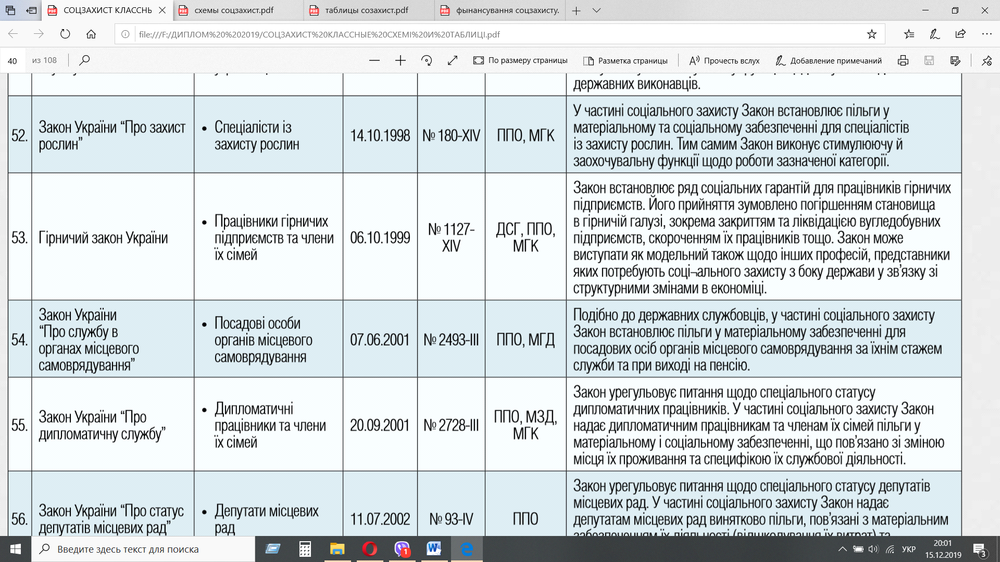 СОЦЗАХИСТ КЛАССНЬ
схемы соцзахист.pdf
таблицы созахист.pdf
фынансування соцзахисту.
file:///F:/ДИПЛОМ%20%202019/СОЦЗАХИСТ%20КЛАССНЫЕ%20СХЕМІ%20И%20ТАБЛИЦІ.pdf
40 из 108
По размеру страницы
Разметка страницы
Прочесть вслух
Добавление примечаний
державних виконавців.
52.
Закон України “Про захист
рослин”
• Спеціалісти із
захисту рослин
14.10.1998
№ 180-XIV
ППО, МГК
У частині соціального захисту Закон встановлює пільги у
матеріальному та соціальному забезпеченні для спеціалістів
із захисту рослин. Тим самим Закон виконує стимулюючу й
заохочувальну функції щодо роботи зазначеної категорії.
53.
Гірничий закон України
• Працівники гірничих
підприємств та члени
їх сімей
06.10.1999
№ 1127-
XIV
ДСГ, ППО,
МГК
Закон встановлює ряд соціальних гарантій для працівників гірничих
підприємств. Його прийняття зумовлено погіршенням становища
в гірничій галузі, зокрема закриттям та ліквідацією вугледобувних
підприємств, скороченням їх працівників тощо. Закон може
виступати як модельний також щодо інших професій, представники
яких потребують соці¬ального захисту з боку держави у зв’язку зі
структурними змінами в економіці.
54.
Закон України
“Про службу в
органах місцевого
самоврядування”
• Посадові особи
органів місцевого
самоврядування
07.06.2001
№ 2493-III
ППО, МГД
Подібно до державних службовців, у частині соціального захисту
Закон встановлює пільги у матеріальному забезпеченні для
посадових осіб органів місцевого самоврядування за їхнім стажем
служби та при виході на пенсію.
55.
Закон України “Про
дипломатичну службу”
• Дипломатичні
працівники та члени
їх сімей
20.09.2001
№ 2728-III
ППО, МЗД,
МГК
Закон урегульовує питання щодо спеціального статусу
дипломатичних працівників. У частині соціального захисту Закон
надає дипломатичним працівникам та членам їх сімей пільги у
матеріальному і соціальному забезпеченні, що пов’язано зі зміною
місця їх проживання та специфікою їх службової діяльності.
56.
Закон України “Про статус
депутатів місцевих рад”
• Депутати місцевих
рад
11.07.2002
№ 93-IV
ППО
Закон урегульовує питання щодо спеціального статусу депутатів
місцевих рад. У частині соціального захисту Закон надає
депутатам місцевих рад винятково пільги, пов’язані з матеріальним
забезпеченням їх діяльності (відшкодування їх витрат) та
Введите здесь текст для поиска
1
УКР
20:01
15.12.2019
3